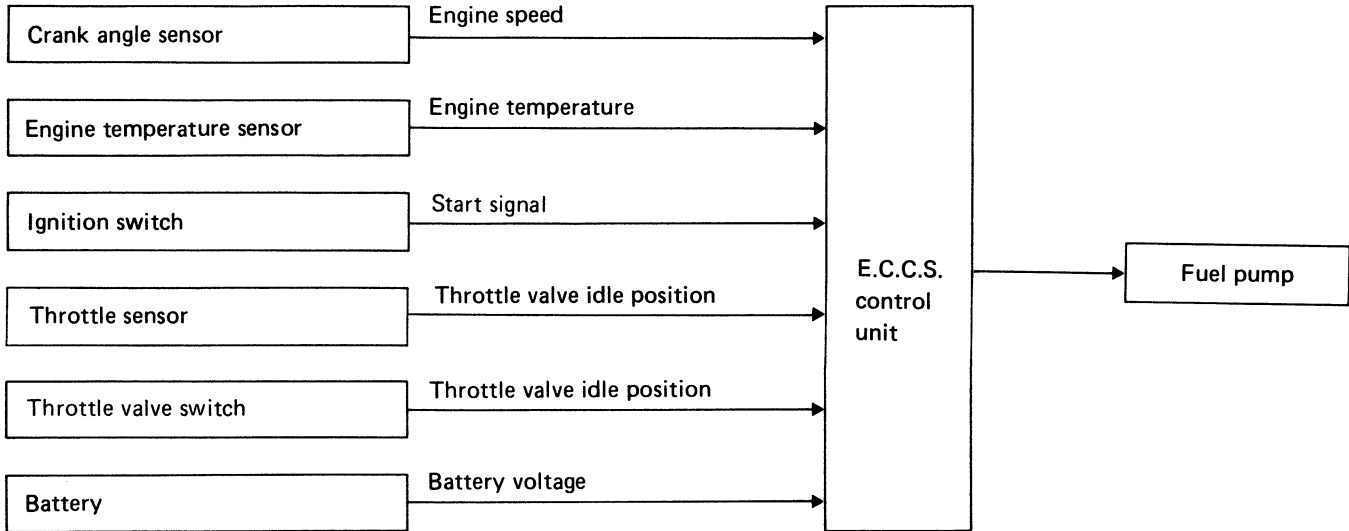 Crank angle sensor
Engine speed
Engine temperature sensor
Engine temperature
Ignition switch
Start signal
Throttle sensor
Throttle valve idle position
Throttle valve switch
Throttle valve idle position
Battery
Battery voltage
E.C.C.S.
control
unit
Fuel pump